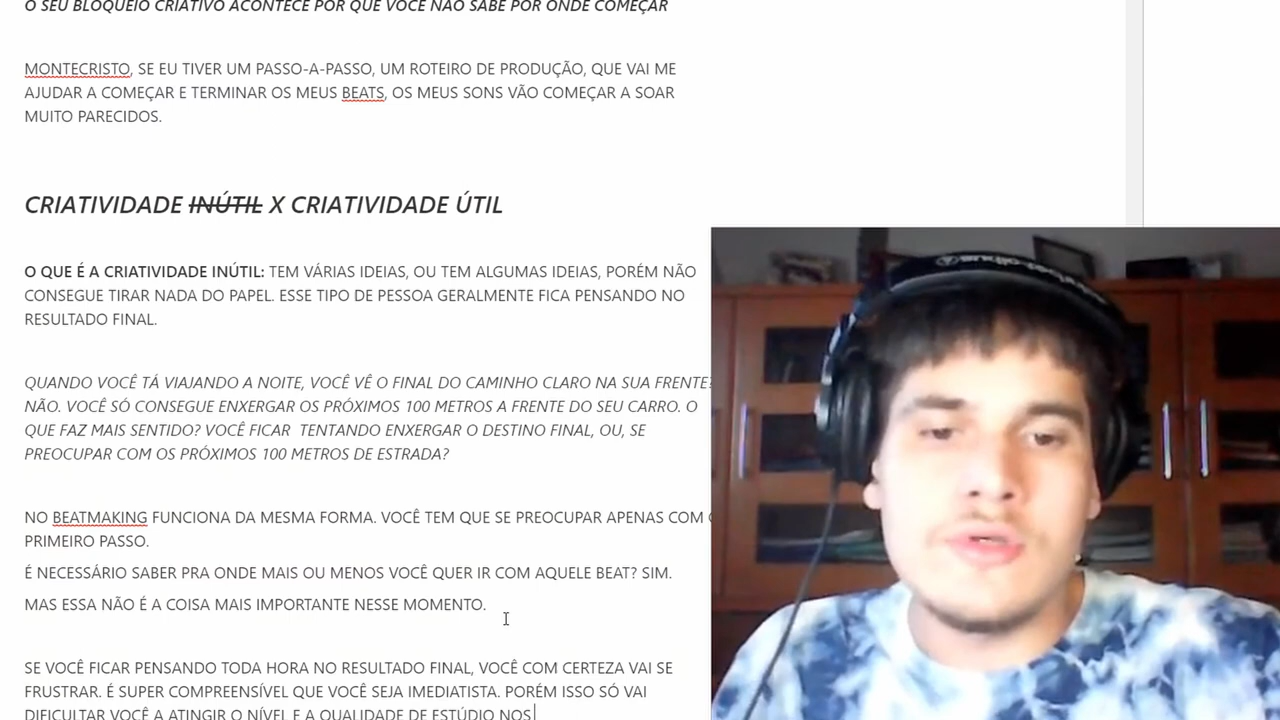 O SEU BLOQUEIO CRIATIVO ACONTECE POR QUE VOCÊ NÃO SABE POR ONDE COMEÇAR
MONTECRISTO, SE EU TIVER UM PASSO-A-PASSO, UM ROTEIRO DE PRODUÇÃO, QUE VAI ME
AJUDAR A COMEÇAR E TERMINAR OS MEUS BEATS, OS MEUS SONS VÃO COMEÇAR A SOAR
MUITO PARECIDOS.
CRIATIVIDADE INÚTIL X CRIATIVIDADE ÚTIL
O QUE É A CRIATIVIDADE INÚTIL: TEM VÁRIAS IDEIAS, OU TEM ALGUMAS IDEIAS, PORÉM NÃO
CONSEGUE TIRAR NADA DO PAPEL. ESSE TIPO DE PESSOA GERALMENTE FICA PENSANDO NO
RESULTADO FINAL.
QUANDO VOCÊ TÁ VIAJANDO A NOITE, VOCÊ VÊ O FINAL DO CAMINHO CLARO NA SUA FRENTE?
NÃO. VOCÊ SÓ CONSEGUE ENXERGAR OS PRÓXIMOS 100 METROS A FRENTE DO SEU CARRO. O
QUE FAZ MAIS SENTIDO? VOCÊ FICAR TENTANDO ENXERGAR O DESTINO FINAL, OU, SE
PREOCUPAR COM OS PRÓXIMOS 100 METROS DE ESTRADA?
NO BEATMAKING FUNCIONA DA MESMA FORMA. VOCÊ TEM QUE SE PREOCUPAR APENAS COM
PRIMEIRO PASSO.
É NECESSÁRIO SABER PRA ONDE MAIS OU MENOS VOCÊ QUER IR COM AQUELE BEAT? SIM.
MAS ESSA NÃO É A COISA MAIS IMPORTANTE NESSE MOMENTO.
SE VOCÊ FICAR PENSANDO TODA HORA NO RESULTADO FINAL, VOCÊ COM CERTEZA VAI SE
FRUSTRAR. É SUPER COMPREENSÍVEL QUE VOCÊ SEJA IMEDIATISTA. PORÉM ISSO SÓ VAI
DIFICULTAR VOCÊ A ATINGIR O NÍVEL E A QUALIDADE DE ESTÚDIO NOS